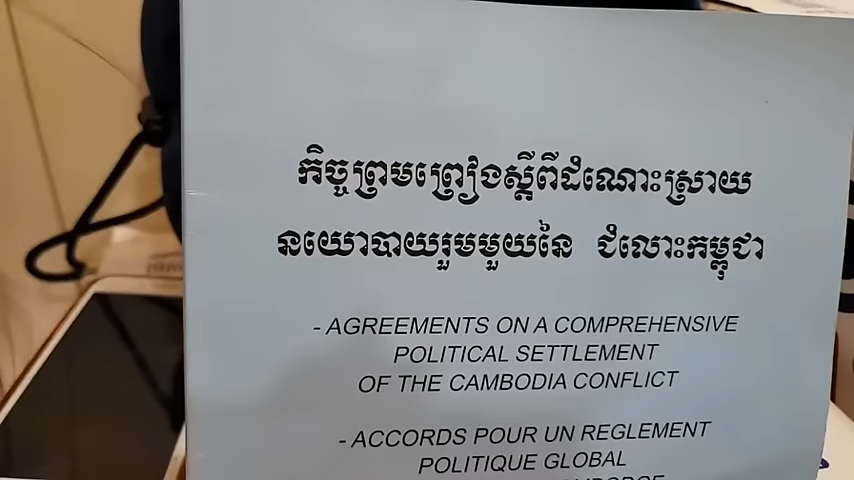 កិច្ចព្រមព្រៀងស្តីពីដំណោះស្រាយ
នយោបាយរួមមួយនៃ ជំលោះកម្ពុជា
- AGREEMENTS ON A COMPREHENSIVE
POLITICAL SETTLEMENT
OF THE CAMBODIA CONFLICT
- ACCORDS POUR UN REGLEMENT
POLITIQUE GLOBAL